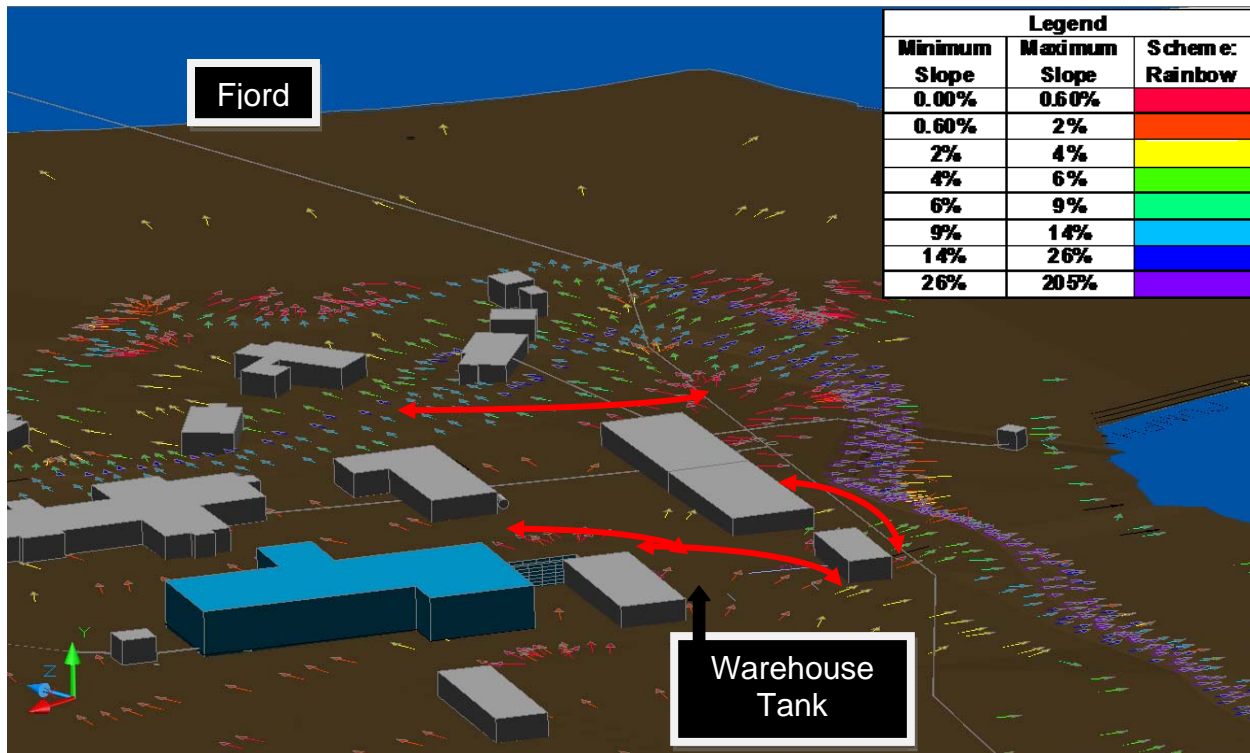 Fjord
Legend
Minimum Slope Maximum Slope Scheme: Rainbow
0.00% 0.60%
0.60% 2%
2% 4%
4% 6%
6% 9%
9% 14%
14% 26%
26% 205%
Warehouse
Tank
Y
Z